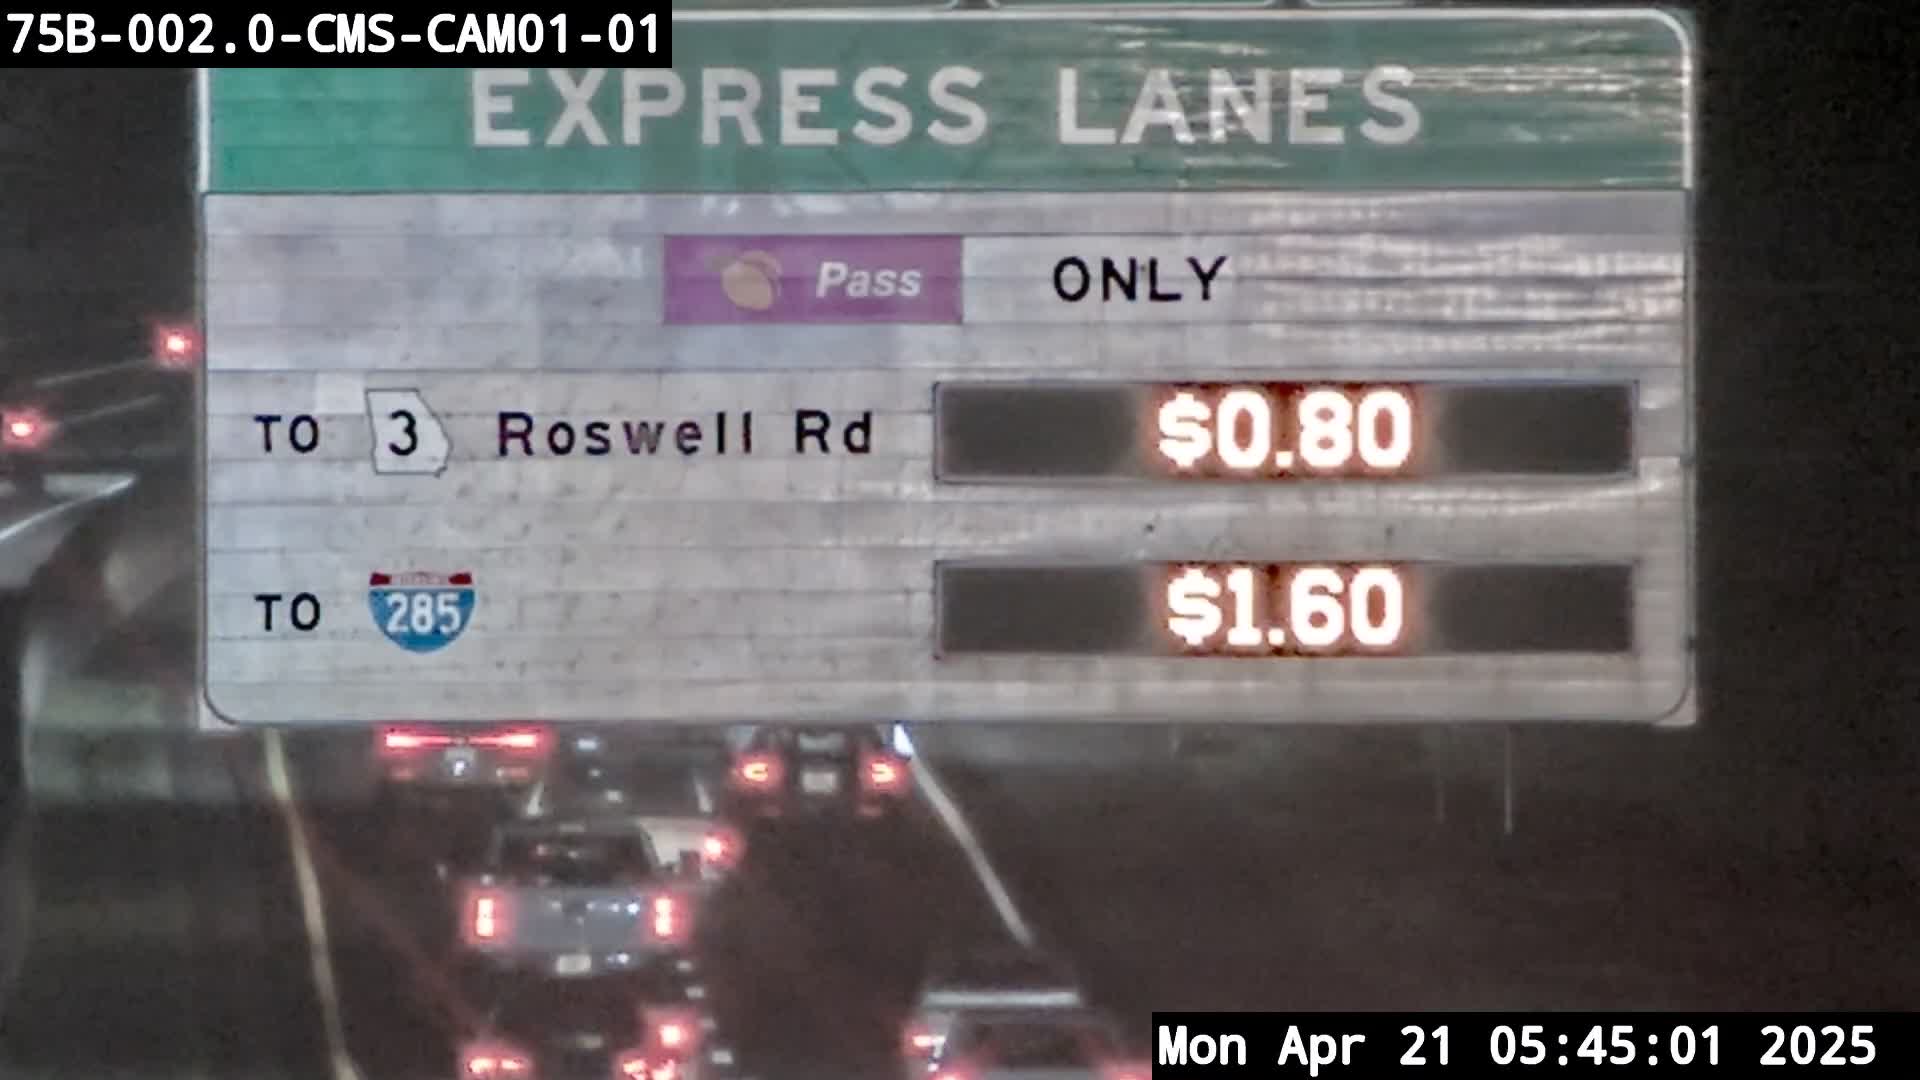 75B-002.0-CMS-CAM01-01
EXPRESS LANES
Pass ONLY
TO 3 Roswell Rd $0.80
TO 285 $1.60
Mon Apr 21 05:45:01 2025